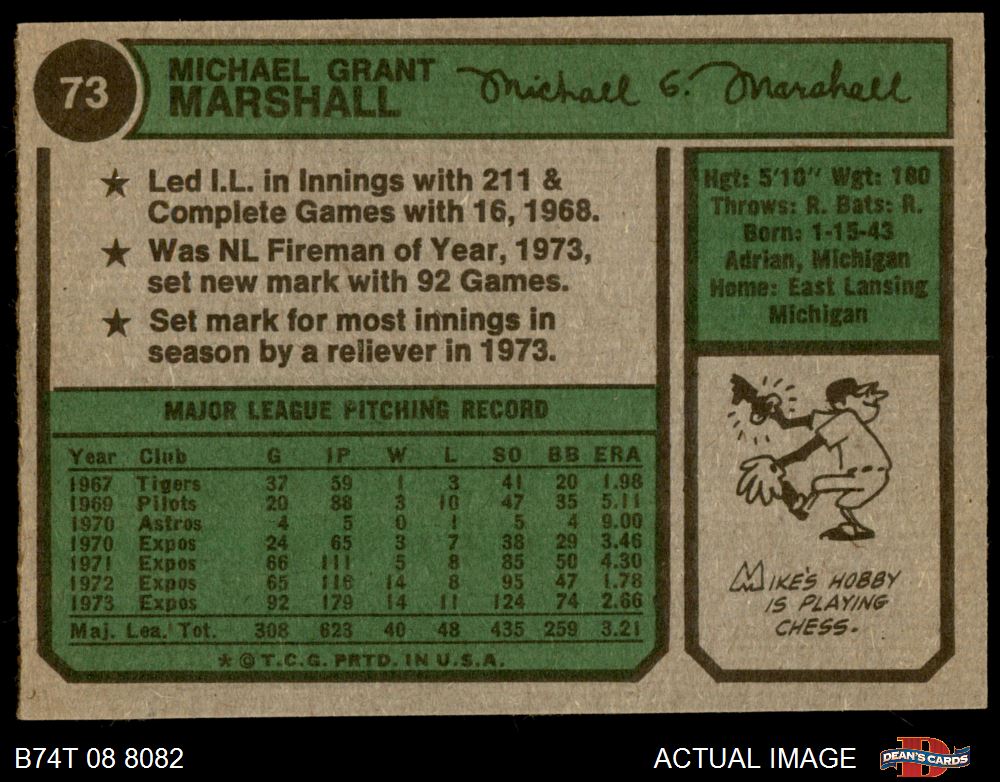 73
MICHAEL GRANT
MARSHALL
Michael G. Marshall
★ Led I.L. in Innings with 211 &
Complete Games with 16, 1968.
★ Was NL Fireman of Year, 1973,
set new mark with 92 Games.
★ Set mark for most innings in
season by a reliever in 1973.
Hgt: 5'10" Wgt: 180
Throws: R. Bats: R.
Born: 1-15-43
Adrian, Michigan
Home: East Lansing
Michigan
MAJOR LEAGUE PITCHING RECORD
Year Club G IP W L SO BB ERA
1967 Tigers 37 59 1 3 41 20 1.98
1969 Pilots 20 88 3 10 47 35 5.11
1970 Astros 4 5 0 1 5 4 9.00
1970 Expos 24 65 3 7 38 29 3.46
1971 Expos 66 111 5 8 85 50 4.30
1972 Expos 65 116 14 8 95 47 1.78
1973 Expos 92 179 14 11 124 74 2.66
Maj. Lea. Tot. 308 623 40 48 435 259 3.21
★ © T.C.G. PRTD. IN U.S.A.
MIKE'S HOBBY
IS PLAYING
CHESS.
B74T 08 8082
ACTUAL IMAGE
DEAN'S CARDS